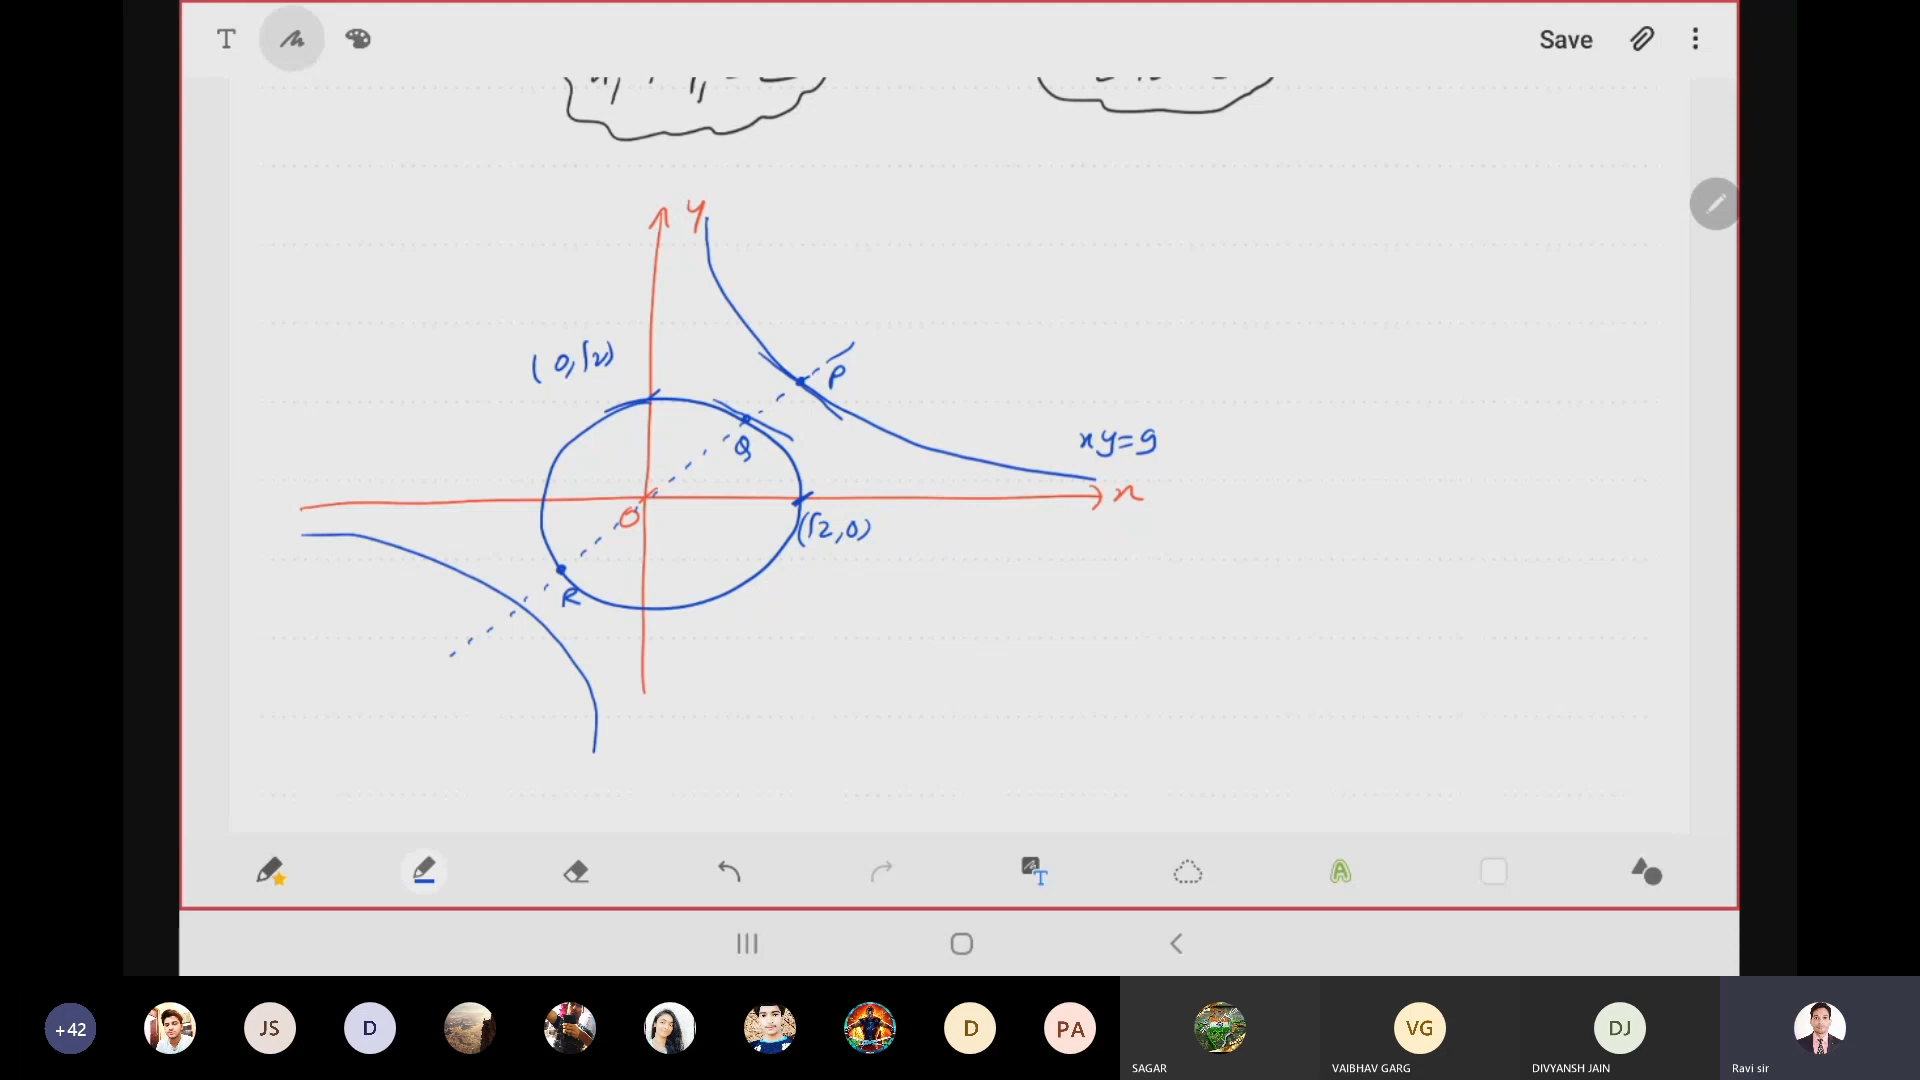 T Save
y
(0,√2)
P
Q
xy=9
x
O
(√2,0)
R
T
A
+42 JS D D PA VG DJ
SAGAR VAIBHAV GARG DIVYANSH JAIN Ravi sir